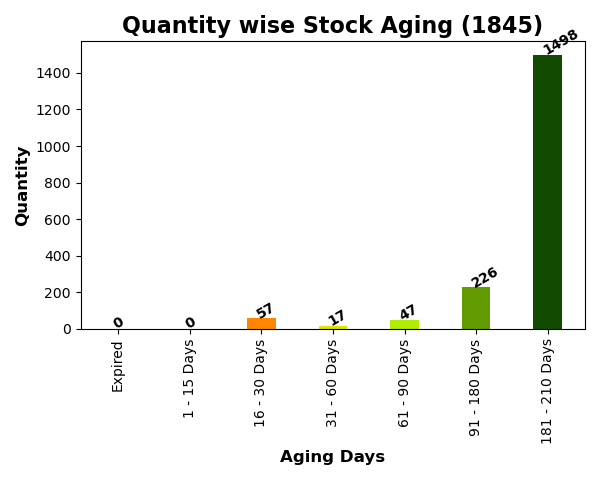 Quantity wise Stock Aging (1845)
1400
1200
1000
800
600
400
200
0
Quantity
0
0
57
17
47
226
1498
Expired
1 - 15 Days
16 - 30 Days
31 - 60 Days
61 - 90 Days
91 - 180 Days
181 - 210 Days
Aging Days